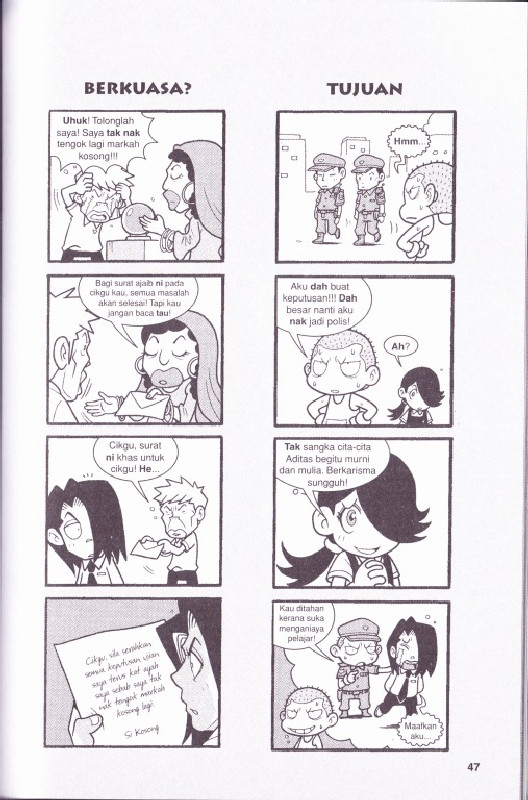 BERKUASA?
Uhuk! Tolonglah
saya! Saya tak nak
tengok lagi markah
kosong!!!
Bagi surat ajaib ni pada
cikgu kau, semua masalah
akan selesai! Tapi kau
jangan baca tau!
Cikgu, surat
ni khas untuk
cikgu! He...
Cikgu, sila serahkan
semua keputusan ujian
saya terus kat ayah
saya sebab saya tak
nak tengok markah
kosong lagi.
Si Kosong
TUJUAN
Hmm...
Aku dah buat
keputusan!!! Dah
besar nanti aku
nak jadi polis!
Ah?
Tak sangka cita-cita
Aditas begitu murni
dan mulia. Berkarisma
sungguh!
Kau ditahan
kerana suka
menganiaya
pelajar!
Maafkan
aku....
47